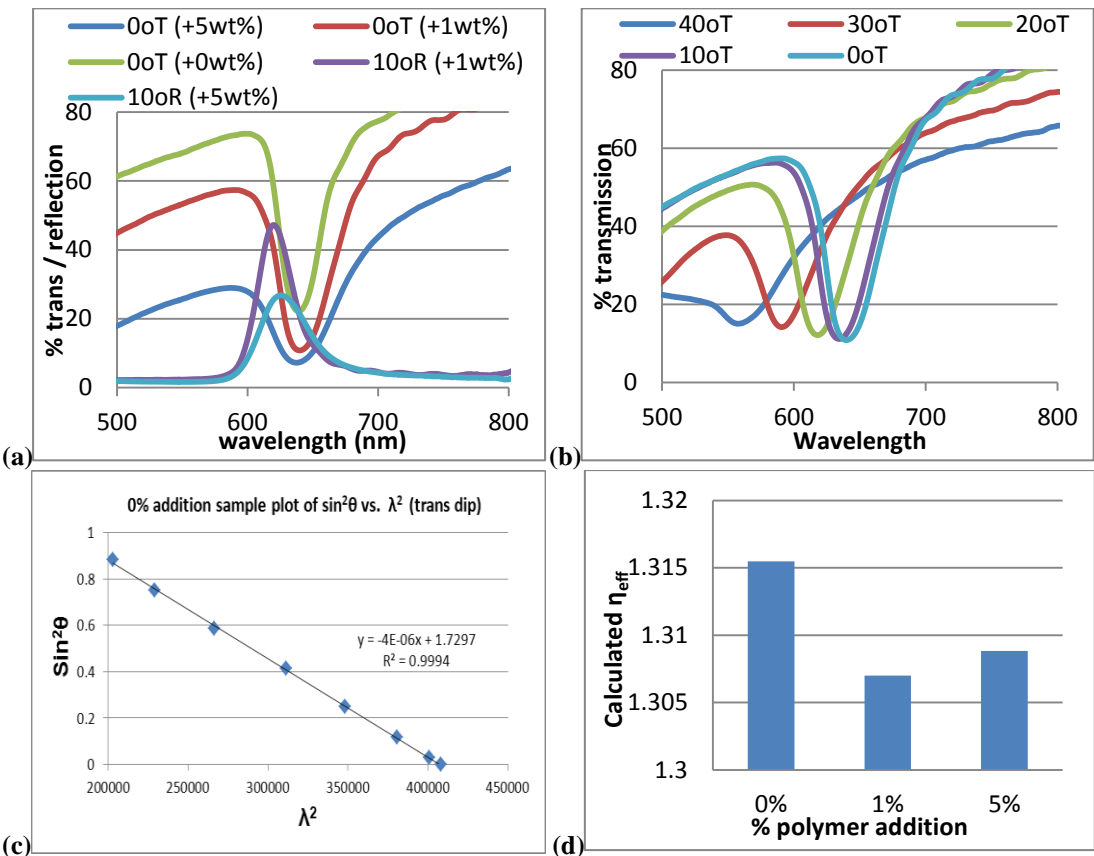 0oT (+5wt%) 0oT (+1wt%)
0oT (+0wt%) 10oR (+1wt%)
10oR (+5wt%)
80
60
40
20
0
% trans / reflection
500 600 700 800
wavelength (nm)
(a)
40oT 30oT 20oT
10oT 0oT
80
60
40
20
0
% transmission
500 600 700 800
Wavelength
(b)
0% addition sample plot of sin²θ vs. λ² (trans dip)
1
0.8
0.6
0.4
0.2
0
Sin²θ
y = -4E-06x + 1.7297
R² = 0.9994
200000 250000 300000 350000 400000 450000
λ²
(c)
1.32
1.315
1.31
1.305
1.3
Calculated η_eff
0% 1% 5%
% polymer addition
(d)